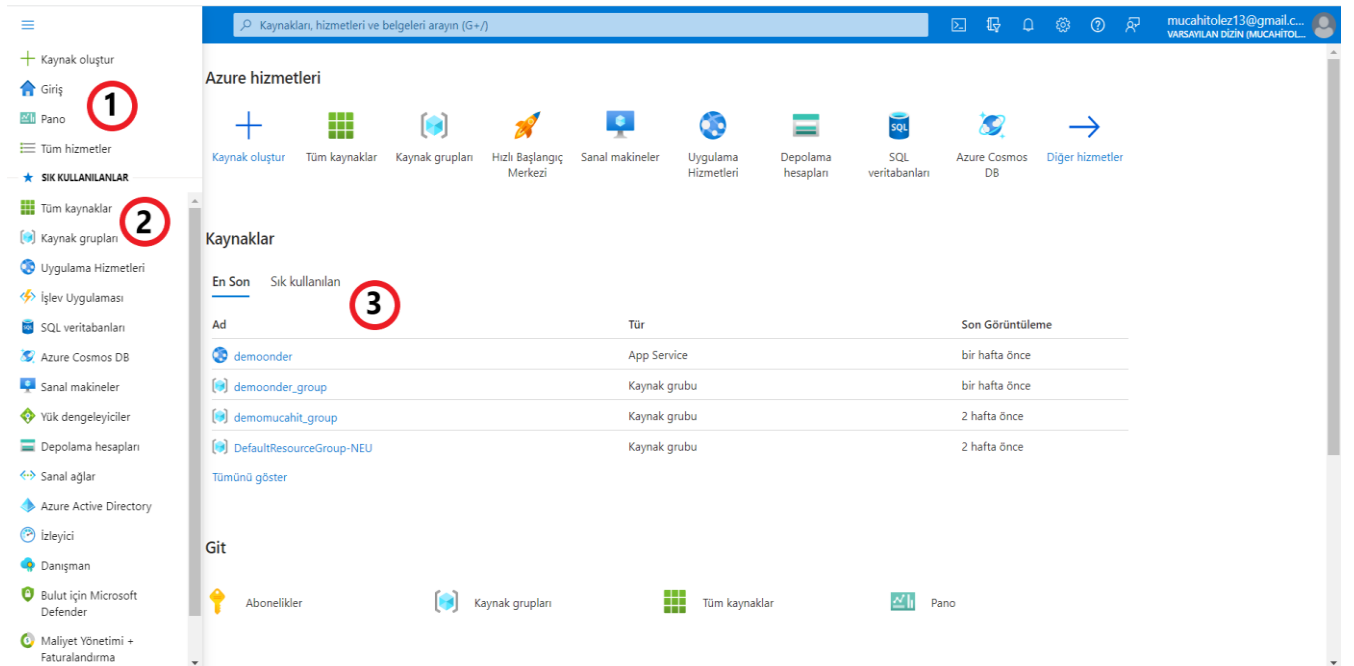 Kaynakları, hizmetleri ve belgeleri arayın (G+/)
mucahitolez13@gmail.c...
VARSAYILAN DİZİN (MUCAHİTOL...
Kaynak oluştur
Giriş
Pano
Tüm hizmetler
1
SIK KULLANILANLAR
Tüm kaynaklar
Kaynak grupları
2
Uygulama Hizmetleri
İşlev Uygulaması
SQL veritabanları
Azure Cosmos DB
Sanal makineler
Yük dengeleyiciler
Depolama hesapları
Sanal ağlar
Azure Active Directory
İzleyici
Danışman
Bulut için Microsoft
Defender
Maliyet Yönetimi +
Faturalandırma
Azure hizmetleri
Kaynak oluştur
Tüm kaynaklar
Kaynak grupları
Hızlı Başlangıç
Merkezi
Sanal makineler
Uygulama
Hizmetleri
Depolama
hesapları
SQL
SQL
veritabanları
Azure Cosmos
DB
Diğer hizmetler
Kaynaklar
En Son Sık kullanılan
3
Ad Tür Son Görüntüleme
demoonder App Service bir hafta önce
demoonder_group Kaynak grubu bir hafta önce
demomucahit_group Kaynak grubu 2 hafta önce
DefaultResourceGroup-NEU Kaynak grubu 2 hafta önce
Tümünü göster
Git
Abonelikler Kaynak grupları Tüm kaynaklar Pano